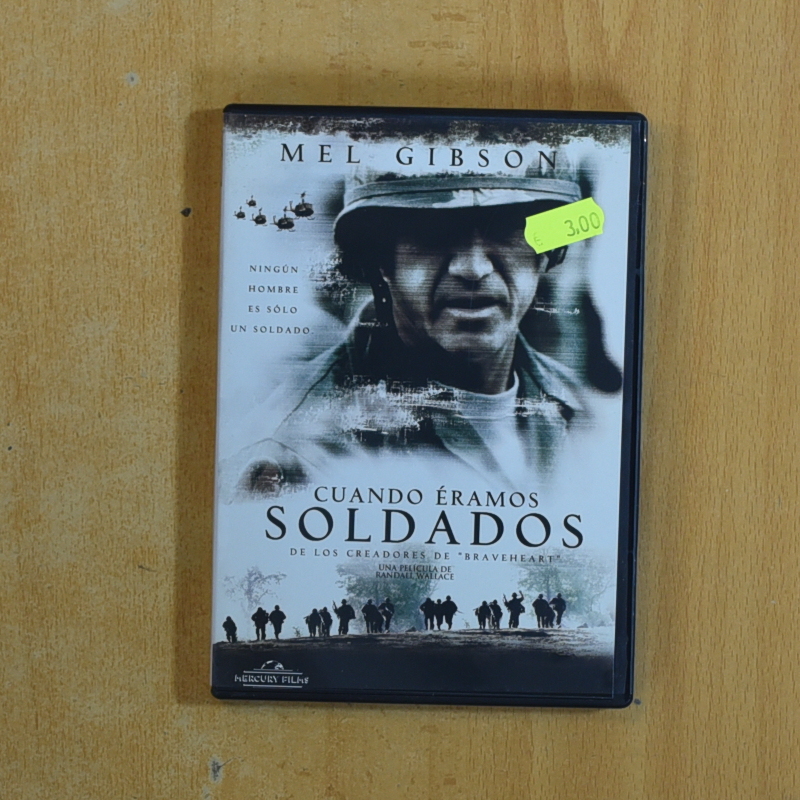 MEL GIBSON
€ 3,00
NINGÚN
HOMBRE
ES SÓLO
UN SOLDADO.
CUANDO ÉRAMOS
SOLDADOS
DE LOS CREADORES DE "BRAVEHEART".
UNA PELÍCULA DE
RANDALL WALLACE
MERCURY FILMS